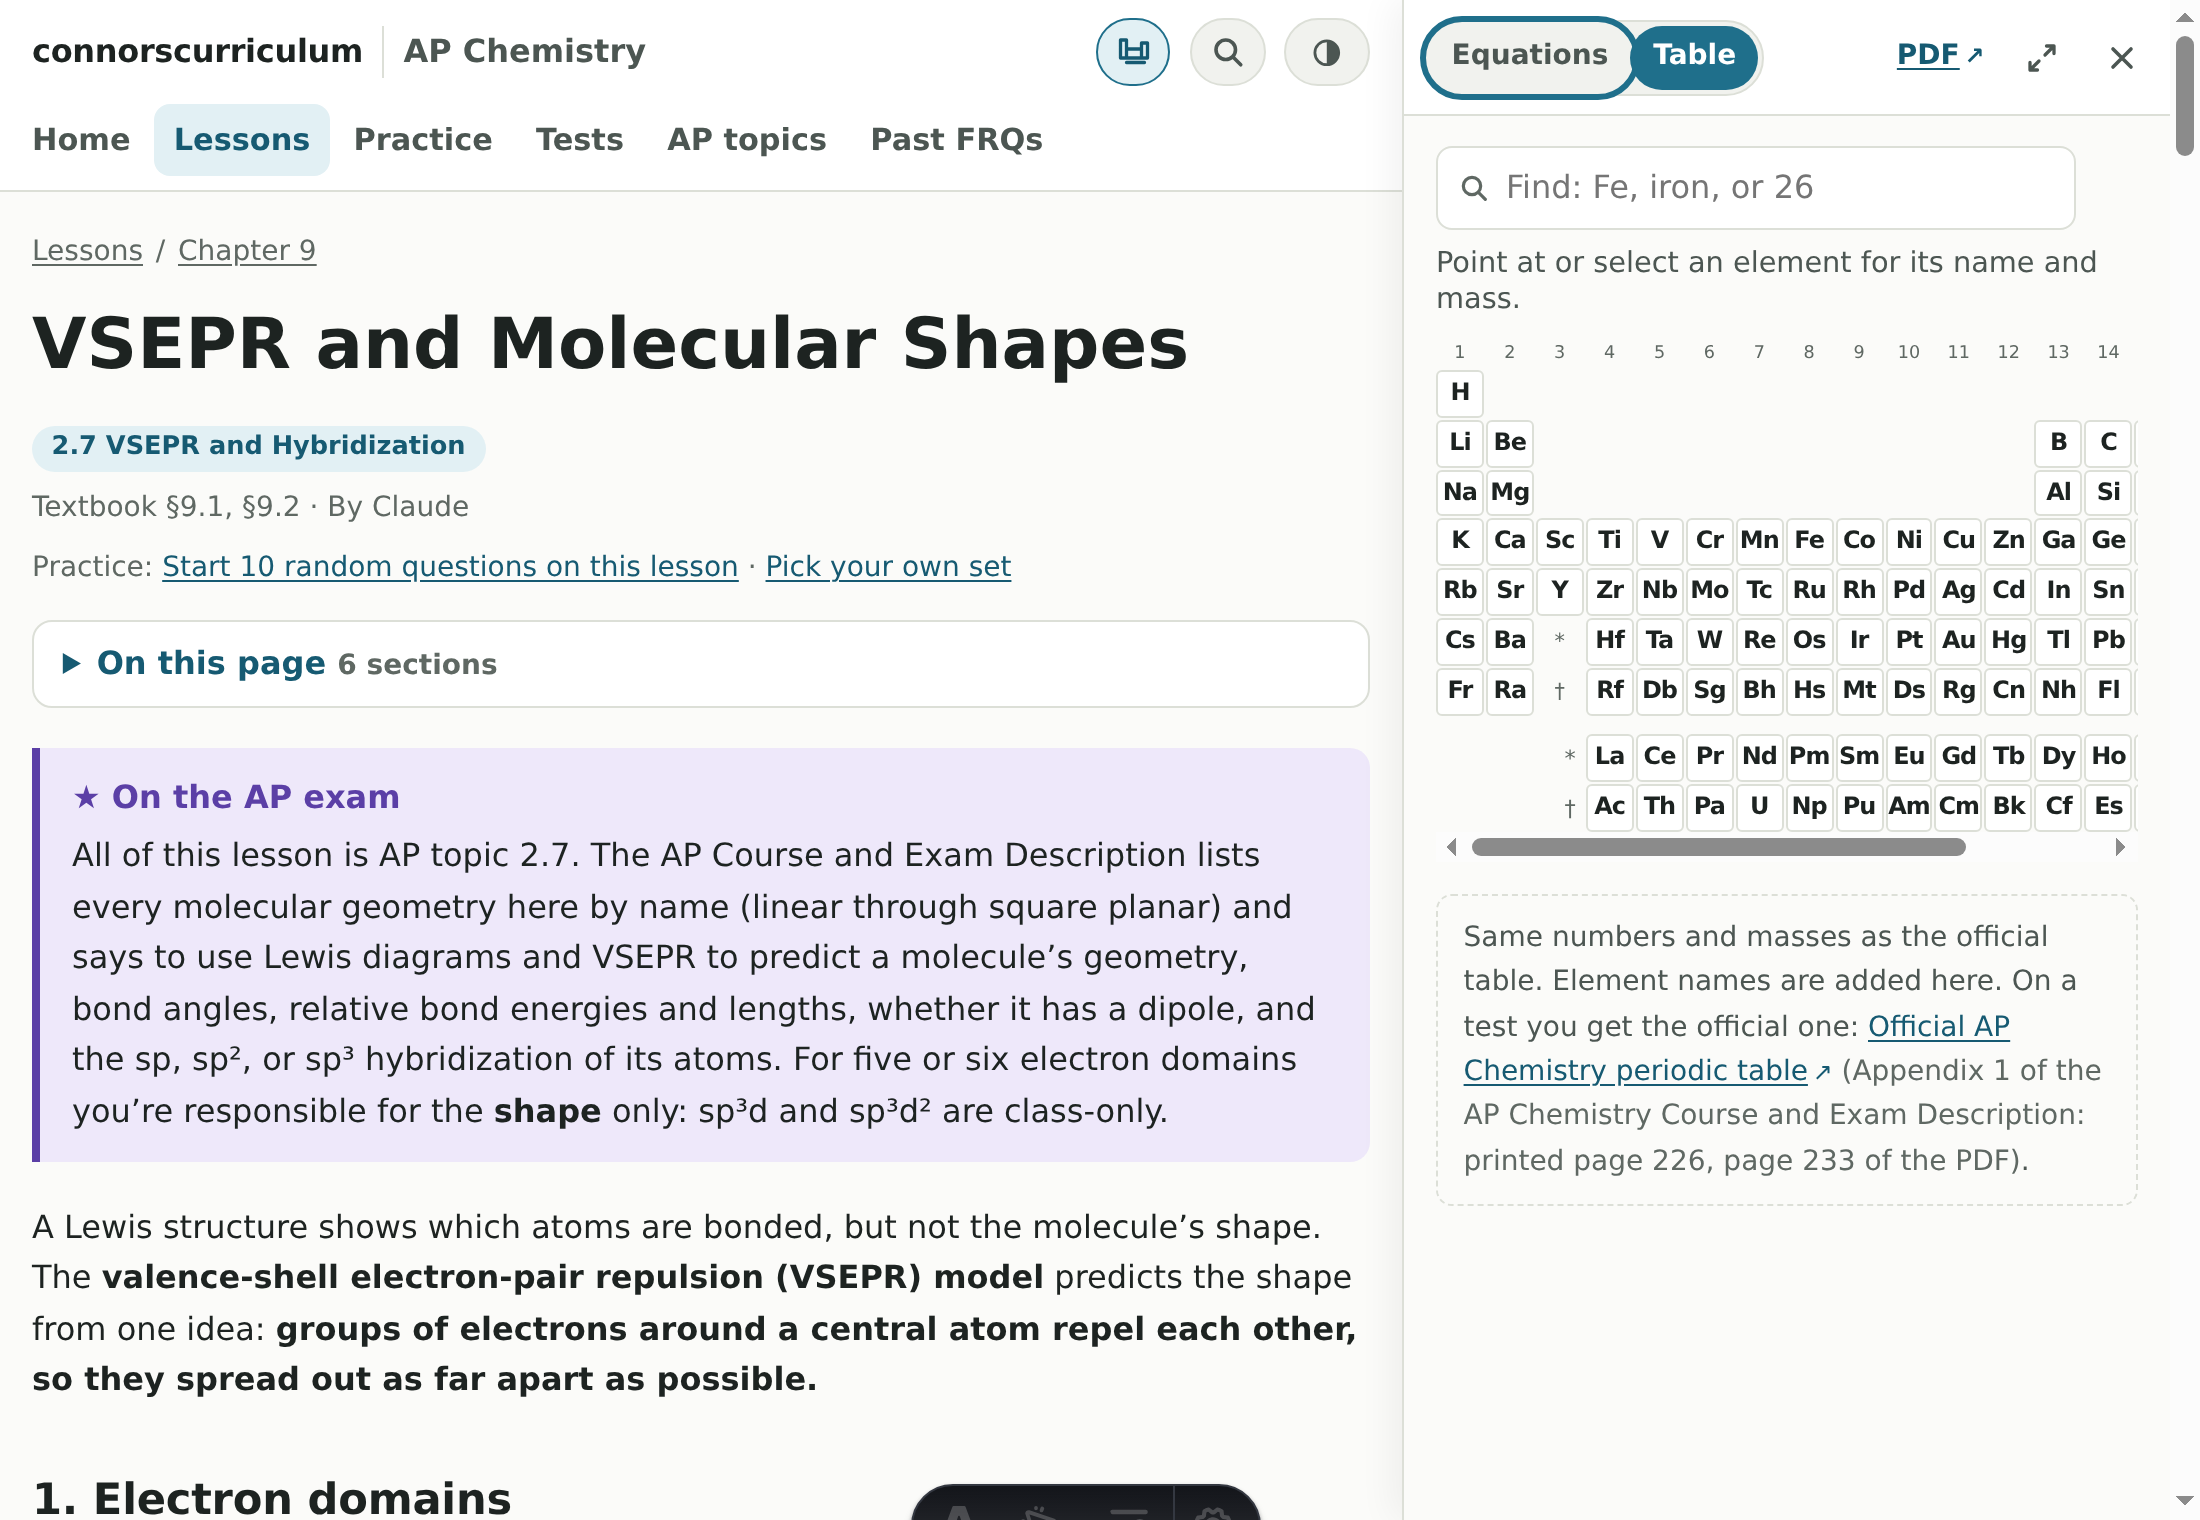 connorscurriculum AP Chemistry
Home Lessons Practice Tests AP topics Past FRQs
Lessons / Chapter 9
VSEPR and Molecular Shapes
2.7 VSEPR and Hybridization
Textbook §9.1, §9.2 · By Claude
Practice: Start 10 random questions on this lesson · Pick your own set
▶ On this page 6 sections
★ On the AP exam
All of this lesson is AP topic 2.7. The AP Course and Exam Description lists
every molecular geometry here by name (linear through square planar) and
says to use Lewis diagrams and VSEPR to predict a molecule’s geometry,
bond angles, relative bond energies and lengths, whether it has a dipole, and
the sp, sp², or sp³ hybridization of its atoms. For five or six electron domains
you’re responsible for the shape only: sp³d and sp³d² are class-only.
A Lewis structure shows which atoms are bonded, but not the molecule’s shape.
The valence-shell electron-pair repulsion (VSEPR) model predicts the shape
from one idea: groups of electrons around a central atom repel each other,
so they spread out as far apart as possible.
1. Electron domains
Equations Table PDF ↗
Find: Fe, iron, or 26
Point at or select an element for its name and
mass.
1 2 3 4 5 6 7 8 9 10 11 12 13 14
H
Li Be B C
Na Mg Al Si
K Ca Sc Ti V Cr Mn Fe Co Ni Cu Zn Ga Ge
Rb Sr Y Zr Nb Mo Tc Ru Rh Pd Ag Cd In Sn
Cs Ba * Hf Ta W Re Os Ir Pt Au Hg Tl Pb
Fr Ra † Rf Db Sg Bh Hs Mt Ds Rg Cn Nh Fl
* La Ce Pr Nd Pm Sm Eu Gd Tb Dy Ho
† Ac Th Pa U Np Pu Am Cm Bk Cf Es
Same numbers and masses as the official
table. Element names are added here. On a
test you get the official one: Official AP
Chemistry periodic table ↗ (Appendix 1 of the
AP Chemistry Course and Exam Description:
printed page 226, page 233 of the PDF).